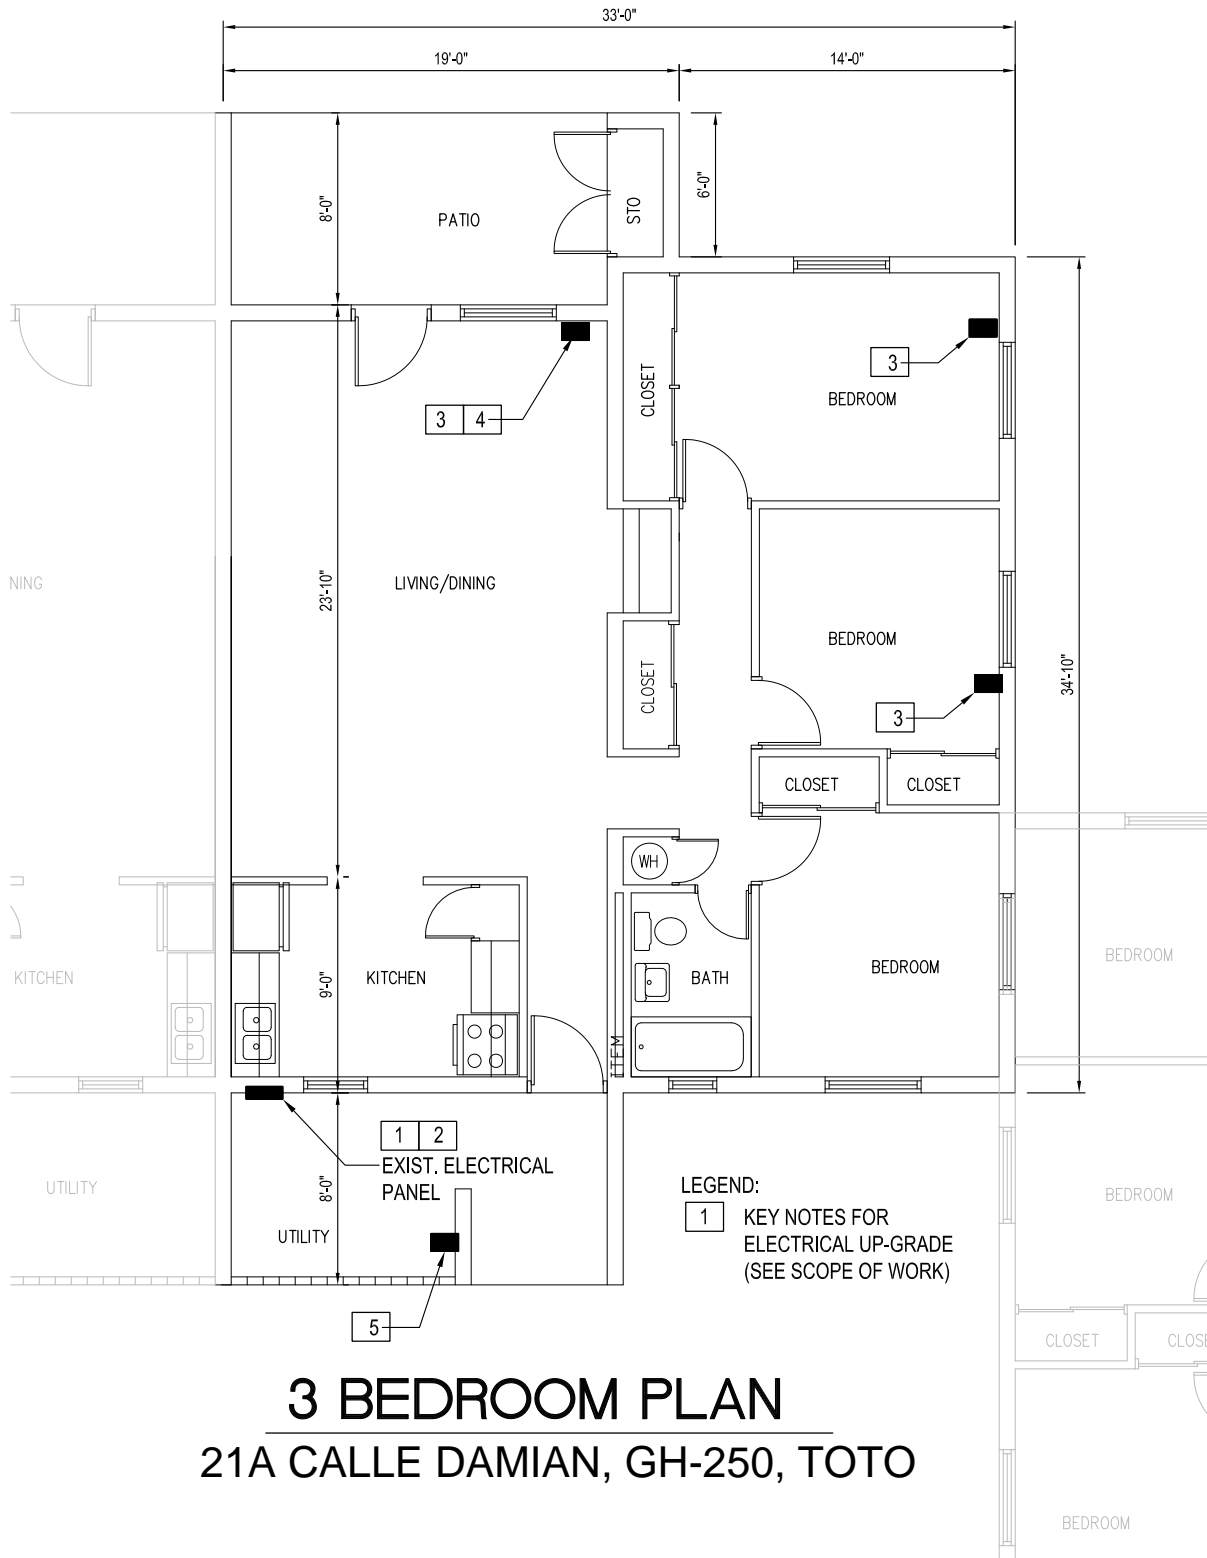 33'-0"
19'-0"
14'-0"
8'-0"
PATIO
STO
6'-0"
CLOSET
3
BEDROOM
3 4
NING
23'-10"
LIVING/DINING
BEDROOM
CLOSET
34'-10"
3
CLOSET
CLOSET
WH
KITCHEN
9'-0"
KITCHEN
BATH
BEDROOM
BEDROOM
ITEM
1 2
EXIST. ELECTRICAL
PANEL
UTILITY
8'-0"
UTILITY
LEGEND:
1 KEY NOTES FOR
ELECTRICAL UP-GRADE
(SEE SCOPE OF WORK)
BEDROOM
5
CLOSET
CLOSE
3 BEDROOM PLAN
21A CALLE DAMIAN, GH-250, TOTO
BEDROOM